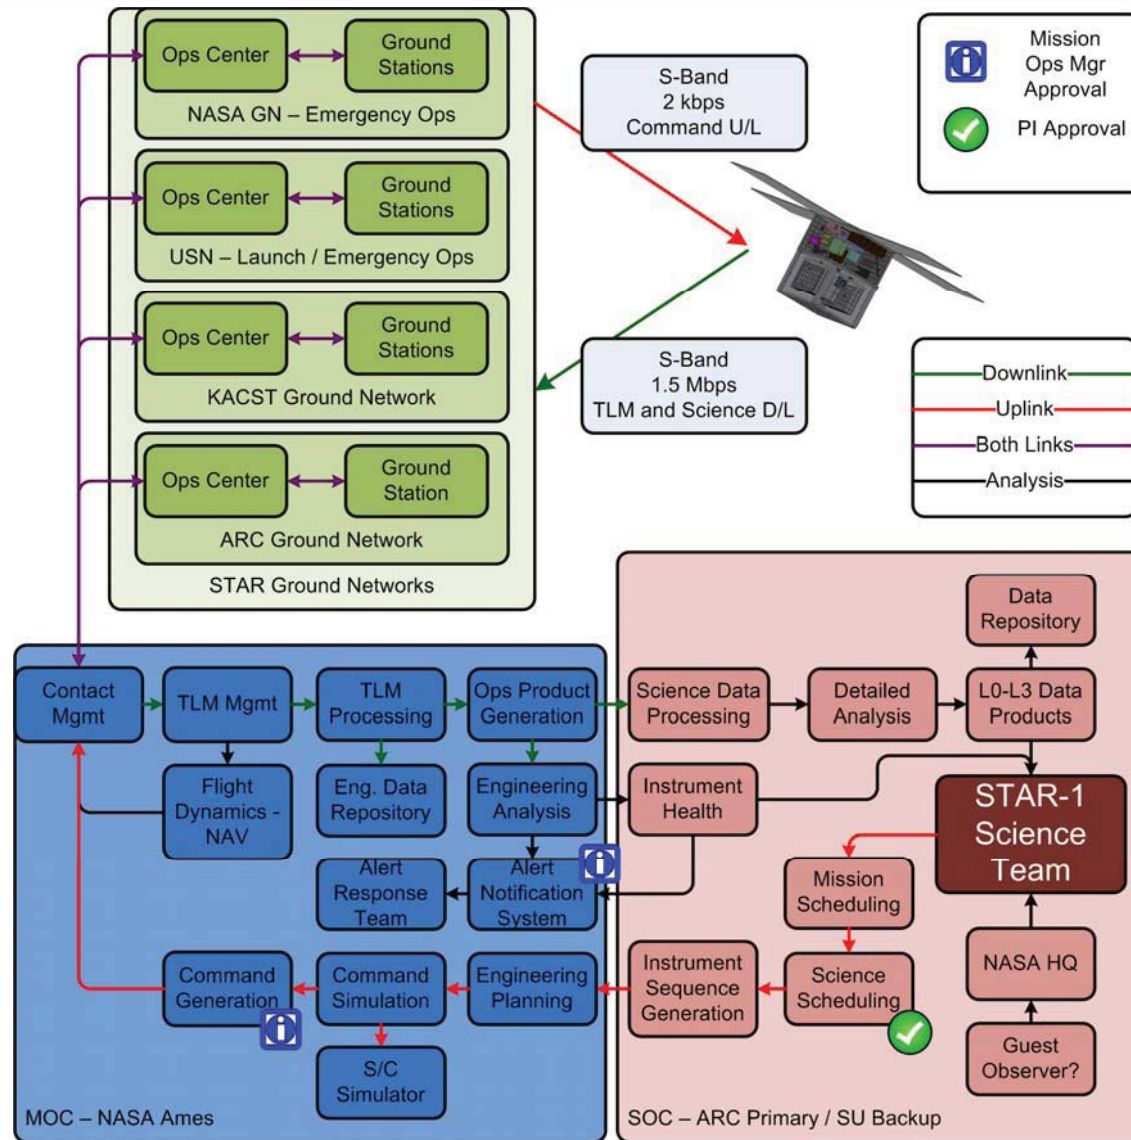 Ops Center
Ground
Stations
NASA GN – Emergency Ops
Ops Center
Ground
Stations
USN – Launch / Emergency Ops
Ops Center
Ground
Stations
KACST Ground Network
Ops Center
Ground
Station
ARC Ground Network
STAR Ground Networks
S-Band
2 kbps
Command U/L
S-Band
1.5 Mbps
TLM and Science D/L
Mission
Ops Mgr
Approval
PI Approval
Downlink
Uplink
Both Links
Analysis
Contact
Mgmt
TLM Mgmt
TLM
Processing
Ops Product
Generation
Flight
Dynamics -
NAV
Eng. Data
Repository
Engineering
Analysis
Alert
Response
Team
Alert
Notification
System
Command
Generation
Command
Simulation
Engineering
Planning
S/C
Simulator
MOC – NASA Ames
Data
Repository
Science Data
Processing
Detailed
Analysis
L0-L3 Data
Products
Instrument
Health
STAR-1
Science
Team
Mission
Scheduling
Instrument
Sequence
Generation
Science
Scheduling
NASA HQ
Guest
Observer?
SOC – ARC Primary / SU Backup